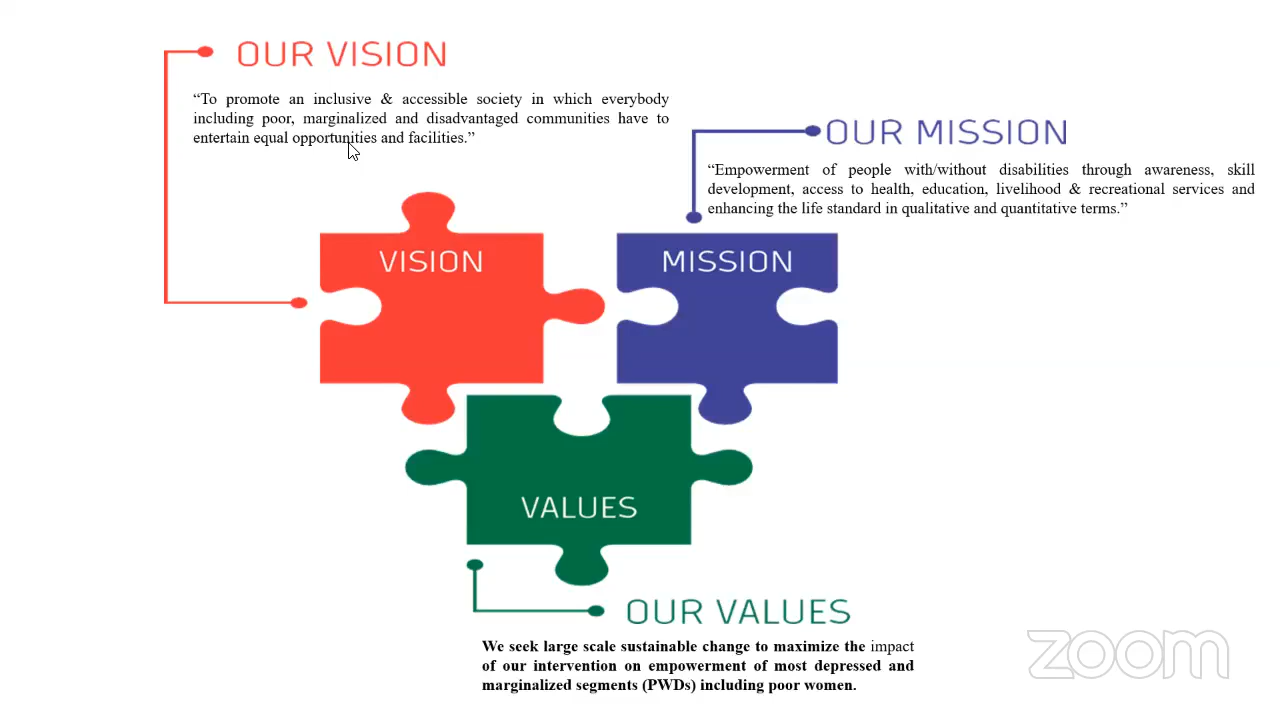 OUR VISION
“To promote an inclusive & accessible society in which everybody
including poor, marginalized and disadvantaged communities have to
entertain equal opportunities and facilities.”
OUR MISSION
“Empowerment of people with/without disabilities through awareness, skill
development, access to health, education, livelihood & recreational services and
enhancing the life standard in qualitative and quantitative terms.”
VISION
MISSION
VALUES
OUR VALUES
We seek large scale sustainable change to maximize the impact
of our intervention on empowerment of most depressed and
marginalized segments (PWDs) including poor women.
zoom